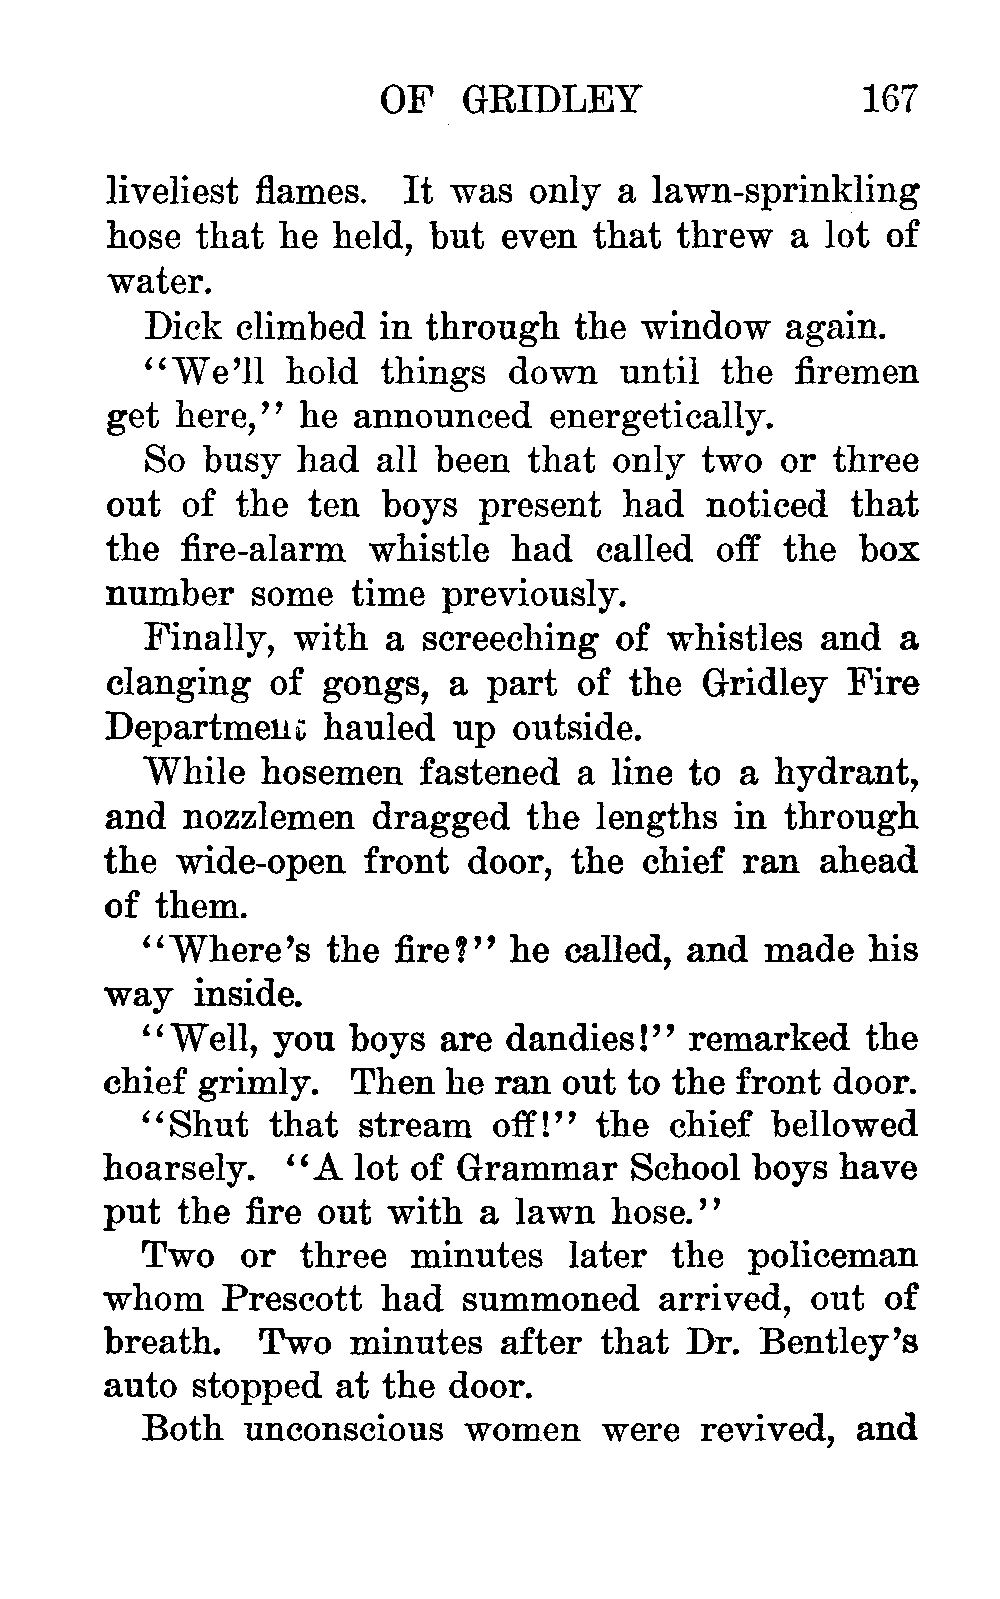 OF GRIDLEY 167
liveliest flames. It was only a lawn-sprinkling
hose that he held, but even that threw a lot of
water.
Dick climbed in through the window again.
“We’ll hold things down until the firemen
get here,” he announced energetically.
So busy had all been that only two or three
out of the ten boys present had noticed that
the fire-alarm whistle had called off the box
number some time previously.
Finally, with a screeching of whistles and a
clanging of gongs, a part of the Gridley Fire
Department hauled up outside.
While hosemen fastened a line to a hydrant,
and nozzlemen dragged the lengths in through
the wide-open front door, the chief ran ahead
of them.
“Where’s the fire?” he called, and made his
way inside.
“Well, you boys are dandies!” remarked the
chief grimly. Then he ran out to the front door.
“Shut that stream off!” the chief bellowed
hoarsely. “A lot of Grammar School boys have
put the fire out with a lawn hose.”
Two or three minutes later the policeman
whom Prescott had summoned arrived, out of
breath. Two minutes after that Dr. Bentley’s
auto stopped at the door.
Both unconscious women were revived, and